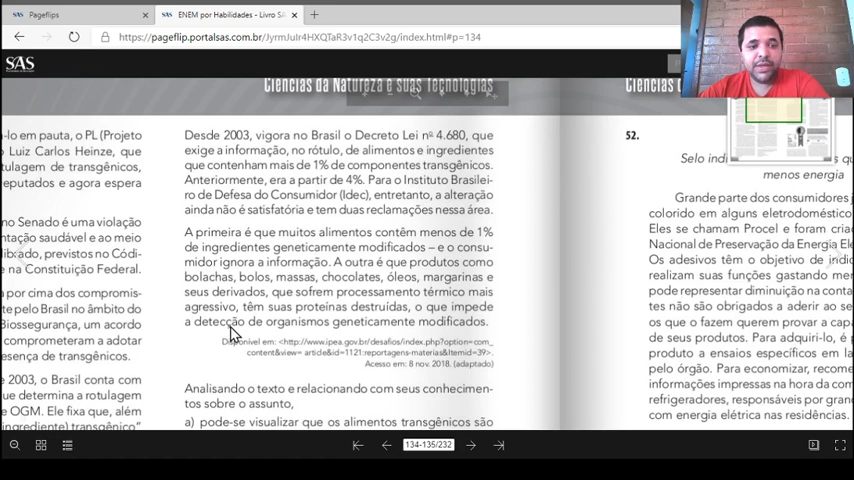 SAS Pageflips
SAS ENEM por Habilidades - Livro SA
https://pageflip.portalsas.com.br/JyrmJuIr4HXQTaR3v1q2C3v2g/index.html#p=134
SAS
Ciências da Natureza e suas Tecnologias
Ciências d
a-lo em pauta, o PL (Projeto
Luiz Carlos Heinze, que
tulagem de transgênicos,
eputados e agora espera
no Senado é uma violação
ntação saudável e ao meio
librado, previstos no Códi-
e na Constituição Federal.
a por cima dos compromis-
te pelo Brasil no âmbito do
Biossegurança, um acordo
comprometeram a adotar
esença de transgênicos.
e 2003, o Brasil conta com
ue determina a rotulagem
e OGM. Ele fixa que, além
ingrediente) transgênico"
Desde 2003, vigora no Brasil o Decreto Lei nº 4.680, que
exige a informação, no rótulo, de alimentos e ingredientes
que contenham mais de 1% de componentes transgênicos.
Anteriormente, era a partir de 4%. Para o Instituto Brasilei-
ro de Defesa do Consumidor (Idec), entretanto, a alteração
ainda não é satisfatória e tem duas reclamações nessa área.
A primeira é que muitos alimentos contêm menos de 1%
de ingredientes geneticamente modificados – e o consu-
midor ignora a informação. A outra é que produtos como
bolachas, bolos, massas, chocolates, óleos, margarinas e
seus derivados, que sofrem processamento térmico mais
agressivo, têm suas proteínas destruídas, o que impede
a detecção de organismos geneticamente modificados.
Disponível em: <http://www.ipea.gov.br/desafios/index.php?option=com_
content&view= article&id=1121:reportagens-materias&Itemid=39>.
Acesso em: 8 nov. 2018. (adaptado)
Analisando o texto e relacionando com seus conhecimen-
tos sobre o assunto,
a) pode-se visualizar que os alimentos transgênicos são
52.
Selo indi
menos energia
Grande parte dos consumidores j
colorido em alguns eletrodoméstico
Eles se chamam Procel e foram cria
Nacional de Preservação da Energia Ele
Os adesivos têm o objetivo de indic
realizam suas funções gastando men
pode representar diminuição na conta
tes não são obrigados a aderir ao se
os que o fazem querem provar a capa
de seus produtos. Para adquiri-lo, é p
produto a ensaios específicos em la
pelo órgão. Para economizar, recome
informações impressas na hora da com
refrigeradores, responsáveis por gran
com energia elétrica nas residências.
134-135/232